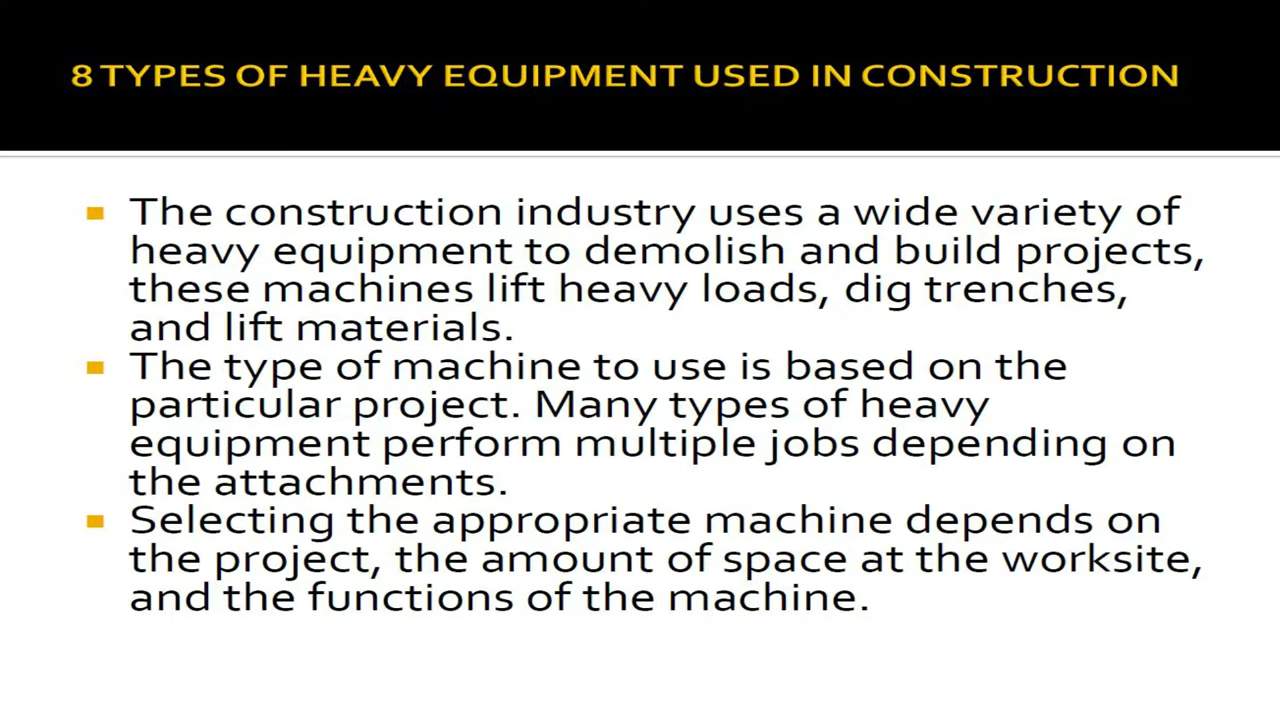 8 TYPES OF HEAVY EQUIPMENT USED IN CONSTRUCTION
The construction industry uses a wide variety of
heavy equipment to demolish and build projects,
these machines lift heavy loads, dig trenches,
and lift materials.
The type of machine to use is based on the
particular project. Many types of heavy
equipment perform multiple jobs depending on
the attachments.
Selecting the appropriate machine depends on
the project, the amount of space at the worksite,
and the functions of the machine.